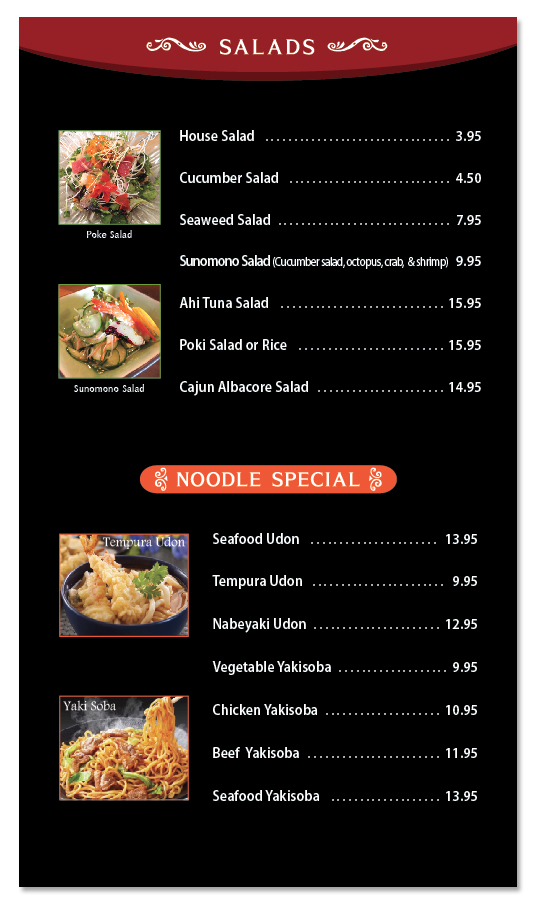 SALADS
House Salad .............................. 3.95
Cucumber Salad .......................... 4.50
Seaweed Salad ............................ 7.95
Sunomono Salad (Cucumber salad, octopus, crab, & shrimp) 9.95
Ahi Tuna Salad ........................... 15.95
Poki Salad or Rice ........................ 15.95
Cajun Albacore Salad ..................... 14.95
Poke Salad
Sunomono Salad
NOODLE SPECIAL
Tempura Udon
Yaki Soba
Seafood Udon ...................... 13.95
Tempura Udon ...................... 9.95
Nabeyaki Udon ..................... 12.95
Vegetable Yakisoba .................. 9.95
Chicken Yakisoba ................... 10.95
Beef Yakisoba ...................... 11.95
Seafood Yakisoba ................... 13.95